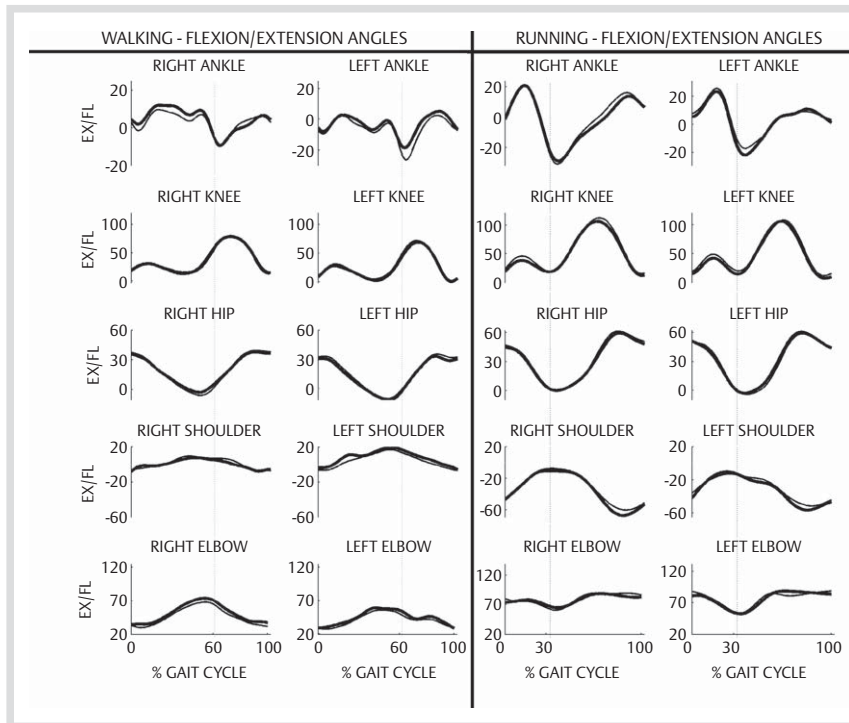 WALKING - FLEXION/EXTENSION ANGLES RUNNING - FLEXION/EXTENSION ANGLES
RIGHT ANKLE LEFT ANKLE RIGHT ANKLE LEFT ANKLE
EX/FL
20 20 20 20
0 0 0 0
-20 -20 -20 -20
RIGHT KNEE LEFT KNEE RIGHT KNEE LEFT KNEE
EX/FL
100 100 100 100
50 50 50 50
0 0 0 0
RIGHT HIP LEFT HIP RIGHT HIP LEFT HIP
EX/FL
60 60 60 60
30 30 30 30
0 0 0 0
RIGHT SHOULDER LEFT SHOULDER RIGHT SHOULDER LEFT SHOULDER
EX/FL
20 20 20 20
-20 -20 -20 -20
-60 -60 -60 -60
RIGHT ELBOW LEFT ELBOW RIGHT ELBOW LEFT ELBOW
EX/FL
120 120 120 120
70 70 70 70
20 20 20 20
0 60 100 0 60 100 0 30 100 0 30 100
% GAIT CYCLE % GAIT CYCLE % GAIT CYCLE % GAIT CYCLE